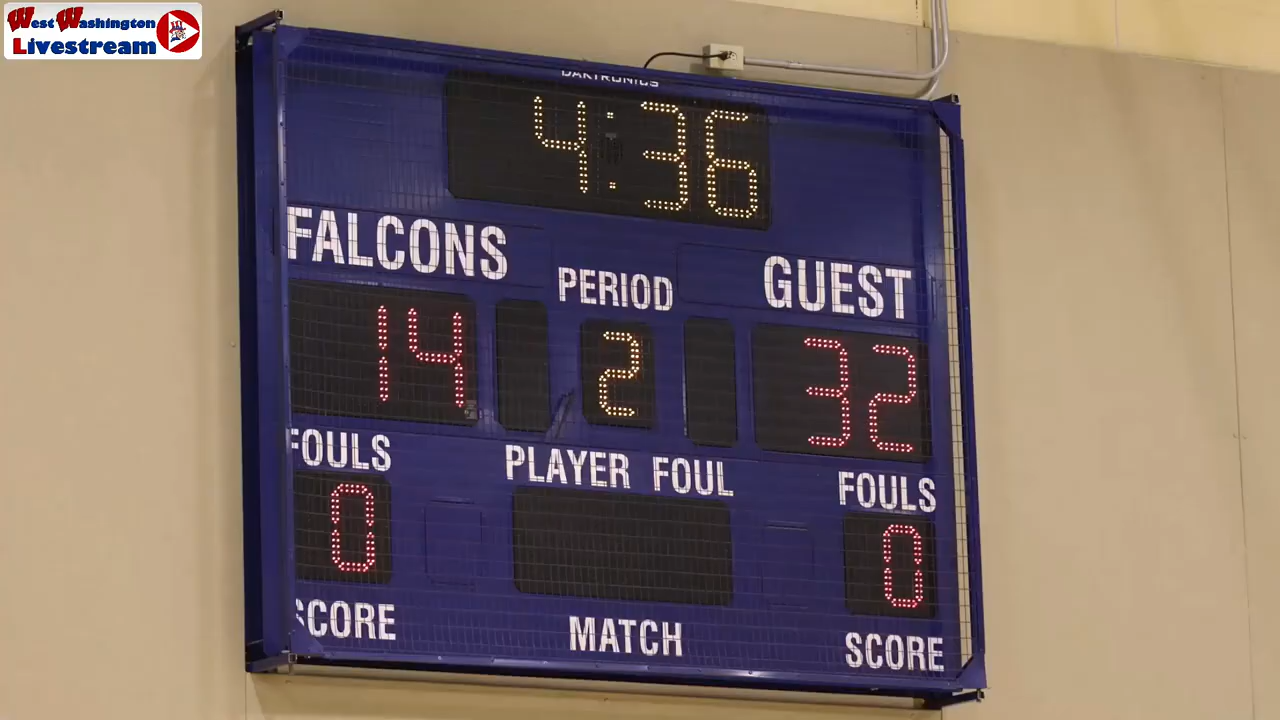 West Washington
Livestream
DAKTRONICS
4:36
FALCONS
PERIOD
GUEST
14
2
32
FOULS
PLAYER FOUL
FOULS
0
0
SCORE
MATCH
SCORE